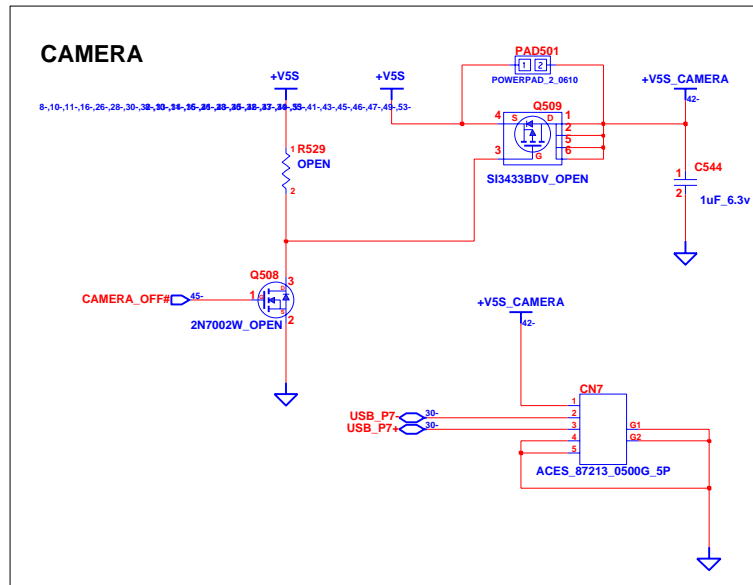 CAMERA
PAD501
1 2
POWERPAD_2_0610
+V5S
+V5S
+V5S_CAMERA
42-
Q509
4 S D 1
2
5
3 G 6
SI3433BDV_OPEN
1 R529
OPEN
2
C544
1
2
1uF_6.3v
Q508
3
D
CAMERA_OFF# 45- 1 G
S
2
2N7002W_OPEN
+V5S_CAMERA
42-
CN7
1
USB_P7- 30- 2
USB_P7+ 30- 3 G1
4 G2
5
ACES_87213_0500G_5P